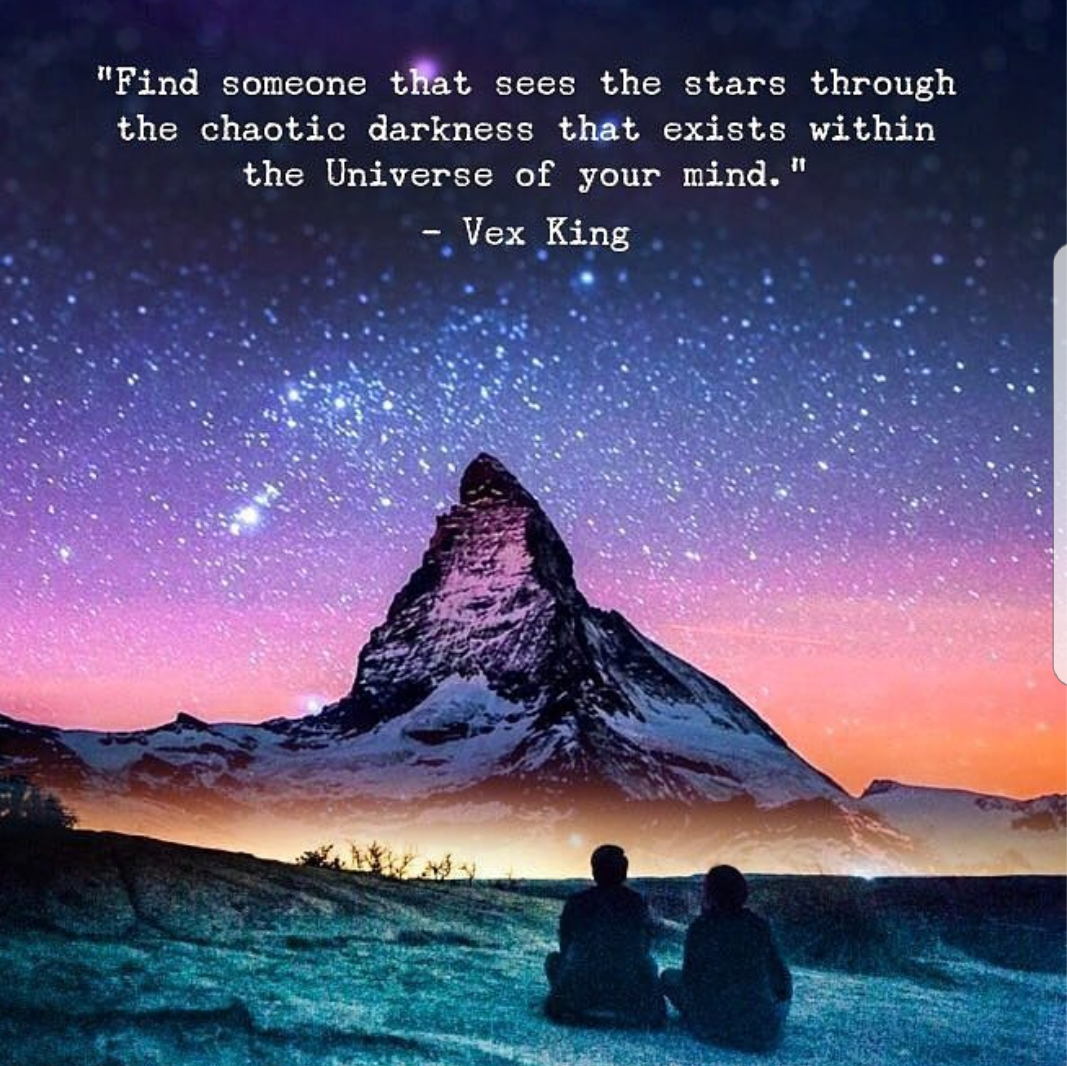 "Find someone that sees the stars through
the chaotic darkness that exists within
the Universe of your mind."
– Vex King